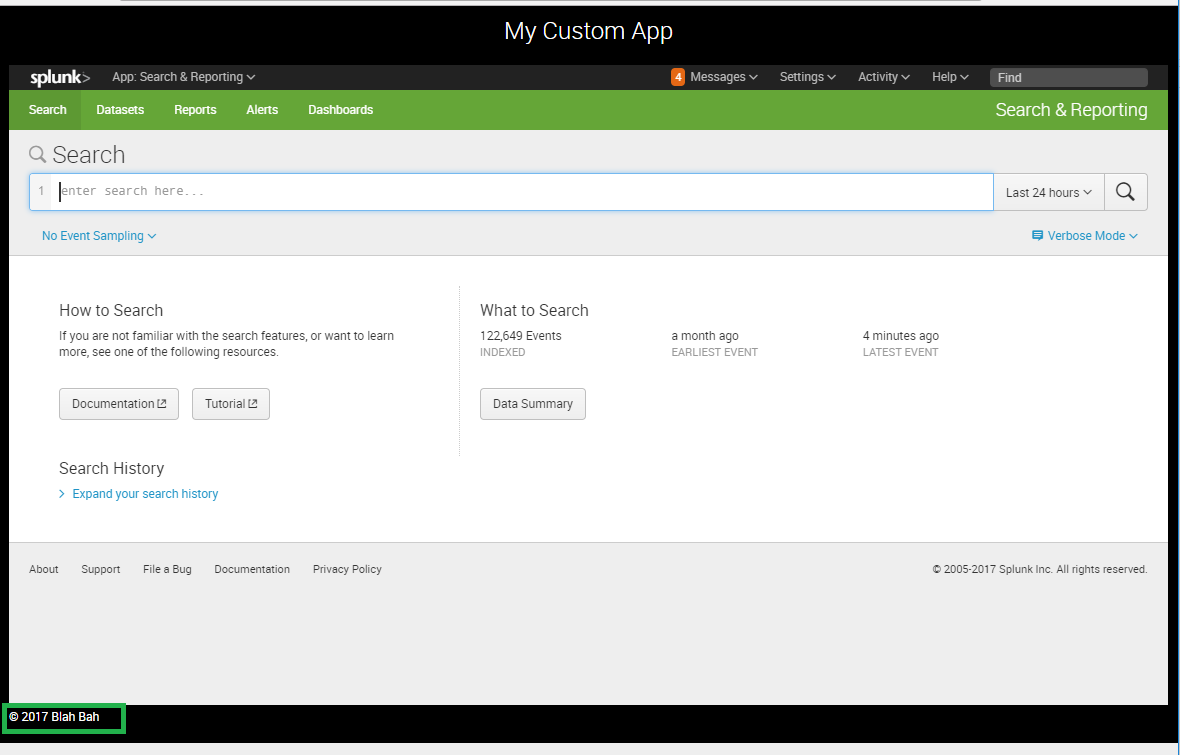 My Custom App
splunk> App: Search & Reporting 4 Messages Settings Activity Help Find
Search Datasets Reports Alerts Dashboards Search & Reporting
Search
1 enter search here... Last 24 hours
No Event Sampling Verbose Mode
How to Search
If you are not familiar with the search features, or want to learn
more, see one of the following resources.
Documentation Tutorial
What to Search
122,649 Events a month ago 4 minutes ago
INDEXED EARLIEST EVENT LATEST EVENT
Data Summary
Search History
Expand your search history
About Support File a Bug Documentation Privacy Policy © 2005-2017 Splunk Inc. All rights reserved.
© 2017 Blah Bah